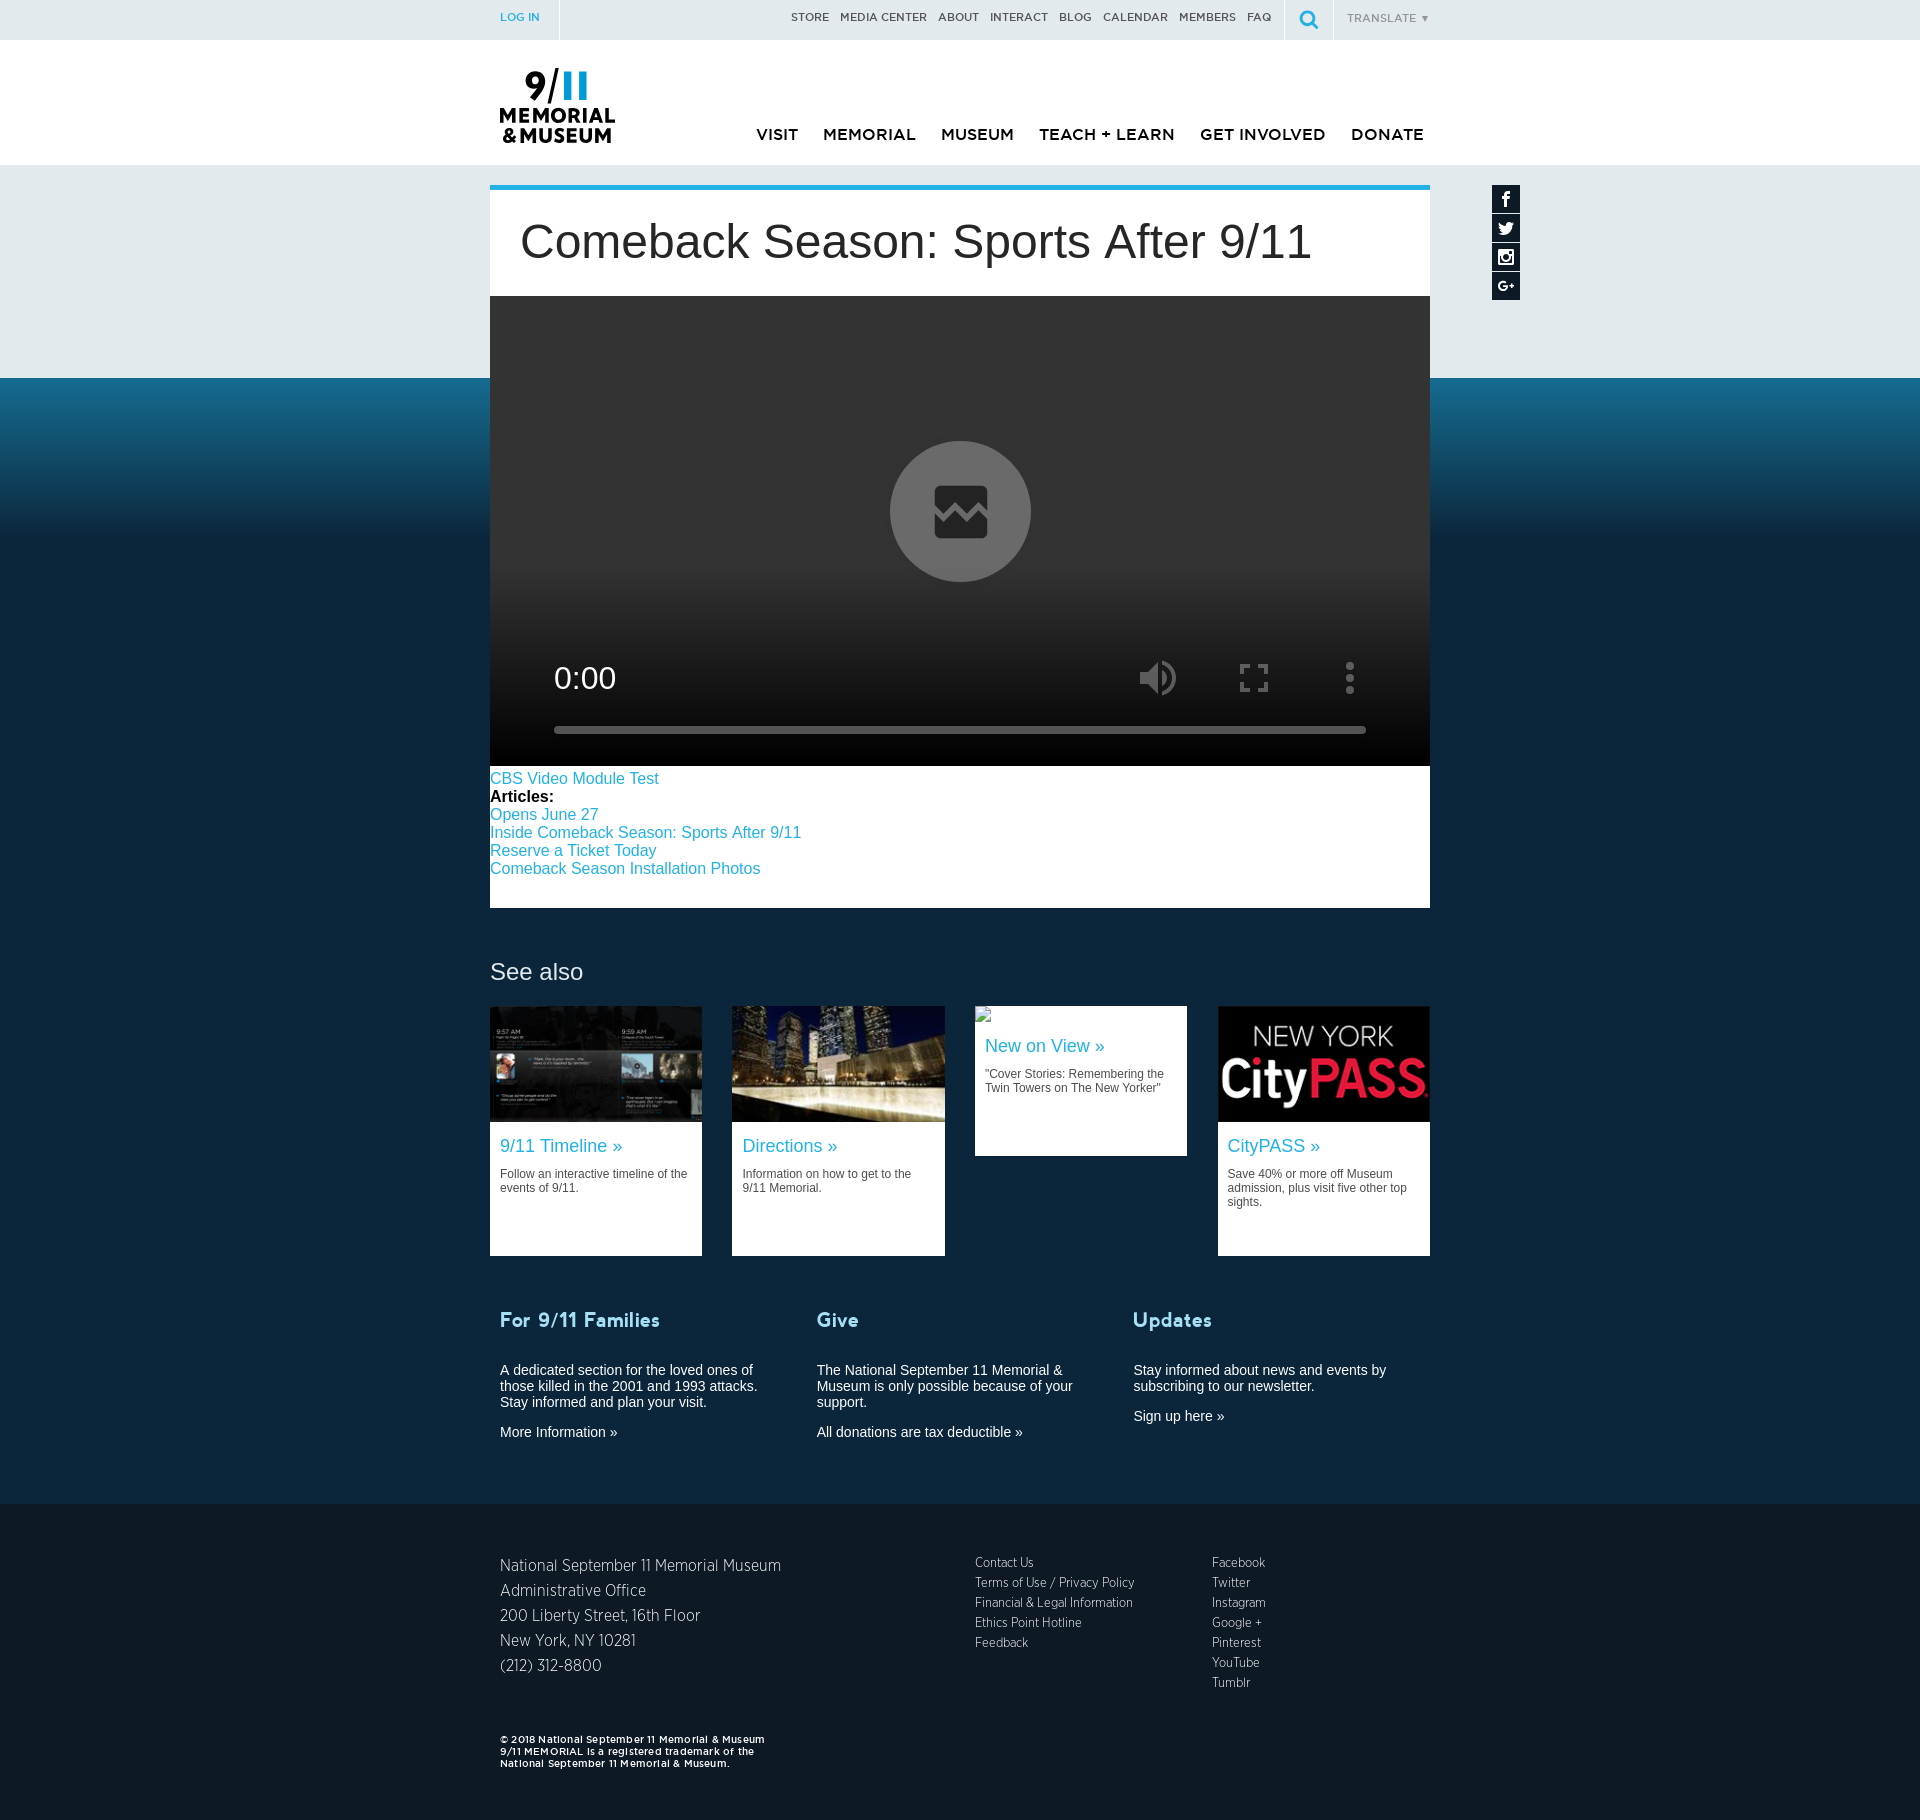 LOG IN
STORE MEDIA CENTER ABOUT INTERACT BLOG CALENDAR MEMBERS FAQ
TRANSLATE ▼
9/11
MEMORIAL
& MUSEUM
VISIT MEMORIAL MUSEUM TEACH + LEARN GET INVOLVED DONATE
Comeback Season: Sports After 9/11
0:00
CBS Video Module Test
Articles:
Opens June 27
Inside Comeback Season: Sports After 9/11
Reserve a Ticket Today
Comeback Season Installation Photos
See also
9:57 AM
9:59 AM
9/11 Timeline »
Follow an interactive timeline of the
events of 9/11.
Directions »
Information on how to get to the
9/11 Memorial.
New on View »
"Cover Stories: Remembering the
Twin Towers on The New Yorker"
NEW YORK
CityPASS
CityPASS »
Save 40% or more off Museum
admission, plus visit five other top
sights.
For 9/11 Families
A dedicated section for the loved ones of
those killed in the 2001 and 1993 attacks.
Stay informed and plan your visit.
More Information »
Give
The National September 11 Memorial &
Museum is only possible because of your
support.
All donations are tax deductible »
Updates
Stay informed about news and events by
subscribing to our newsletter.
Sign up here »
National September 11 Memorial Museum
Administrative Office
200 Liberty Street, 16th Floor
New York, NY 10281
(212) 312-8800
Contact Us
Terms of Use / Privacy Policy
Financial & Legal Information
Ethics Point Hotline
Feedback
Facebook
Twitter
Instagram
Google +
Pinterest
YouTube
Tumblr
© 2018 National September 11 Memorial & Museum
9/11 MEMORIAL is a registered trademark of the
National September 11 Memorial & Museum.